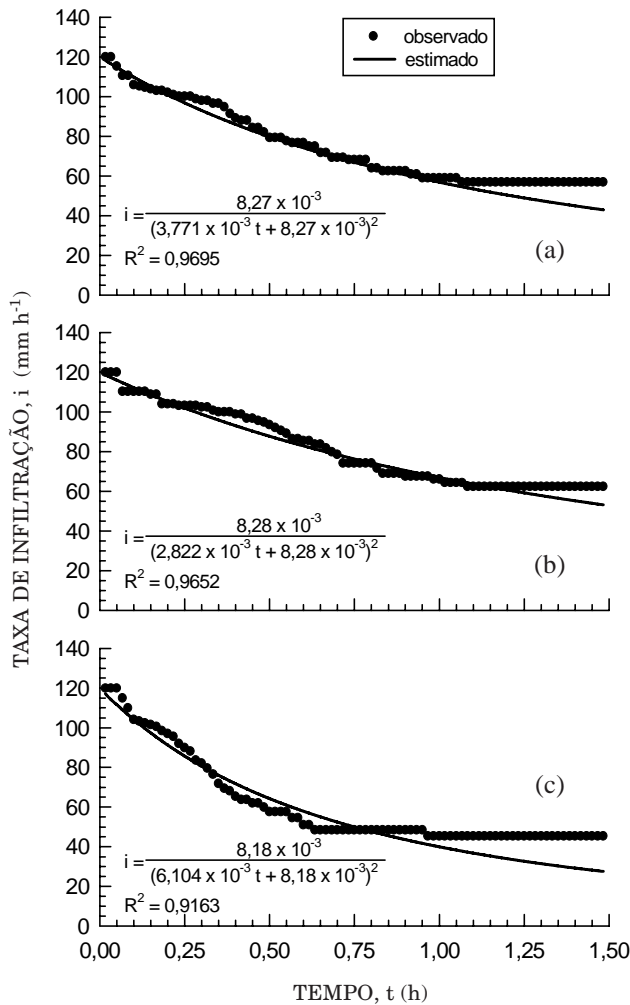 observado
estimado
TAXA DE INFILTRAÇÃO, i (mm h-1)
140
120
100
80
60
40
20
0
i = 8,27 x 10-3
(3,771 x 10-3 t + 8,27 x 10-3)2
R2 = 0,9695
(a)
140
120
100
80
60
40
20
0
i = 8,28 x 10-3
(2,822 x 10-3 t + 8,28 x 10-3)2
R2 = 0,9652
(b)
140
120
100
80
60
40
20
0
i = 8,18 x 10-3
(6,104 x 10-3 t + 8,18 x 10-3)2
R2 = 0,9163
(c)
0,00 0,25 0,50 0,75 1,00 1,25 1,50
TEMPO, t (h)